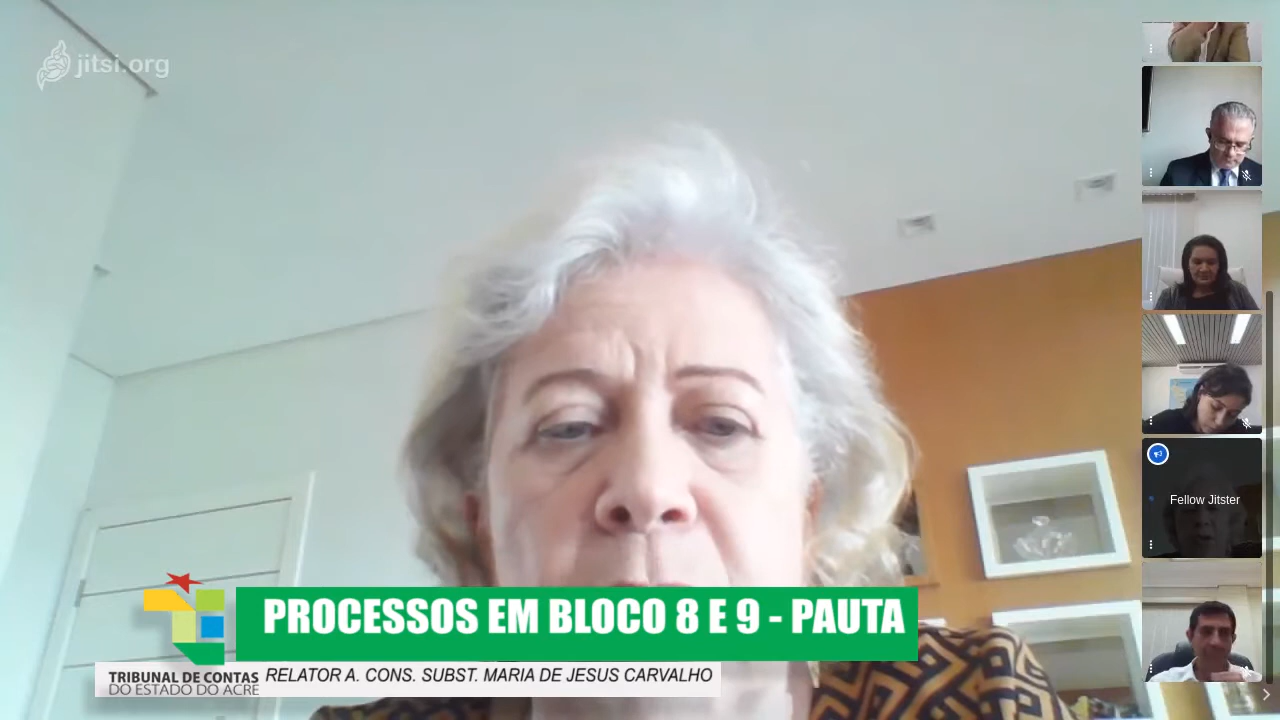 jitsi.org
Fellow Jitster
PROCESSOS EM BLOCO 8 E 9 - PAUTA
RELATOR A. CONS. SUBST. MARIA DE JESUS CARVALHO
TRIBUNAL DE CONTAS
DO ESTADO DO ACRE